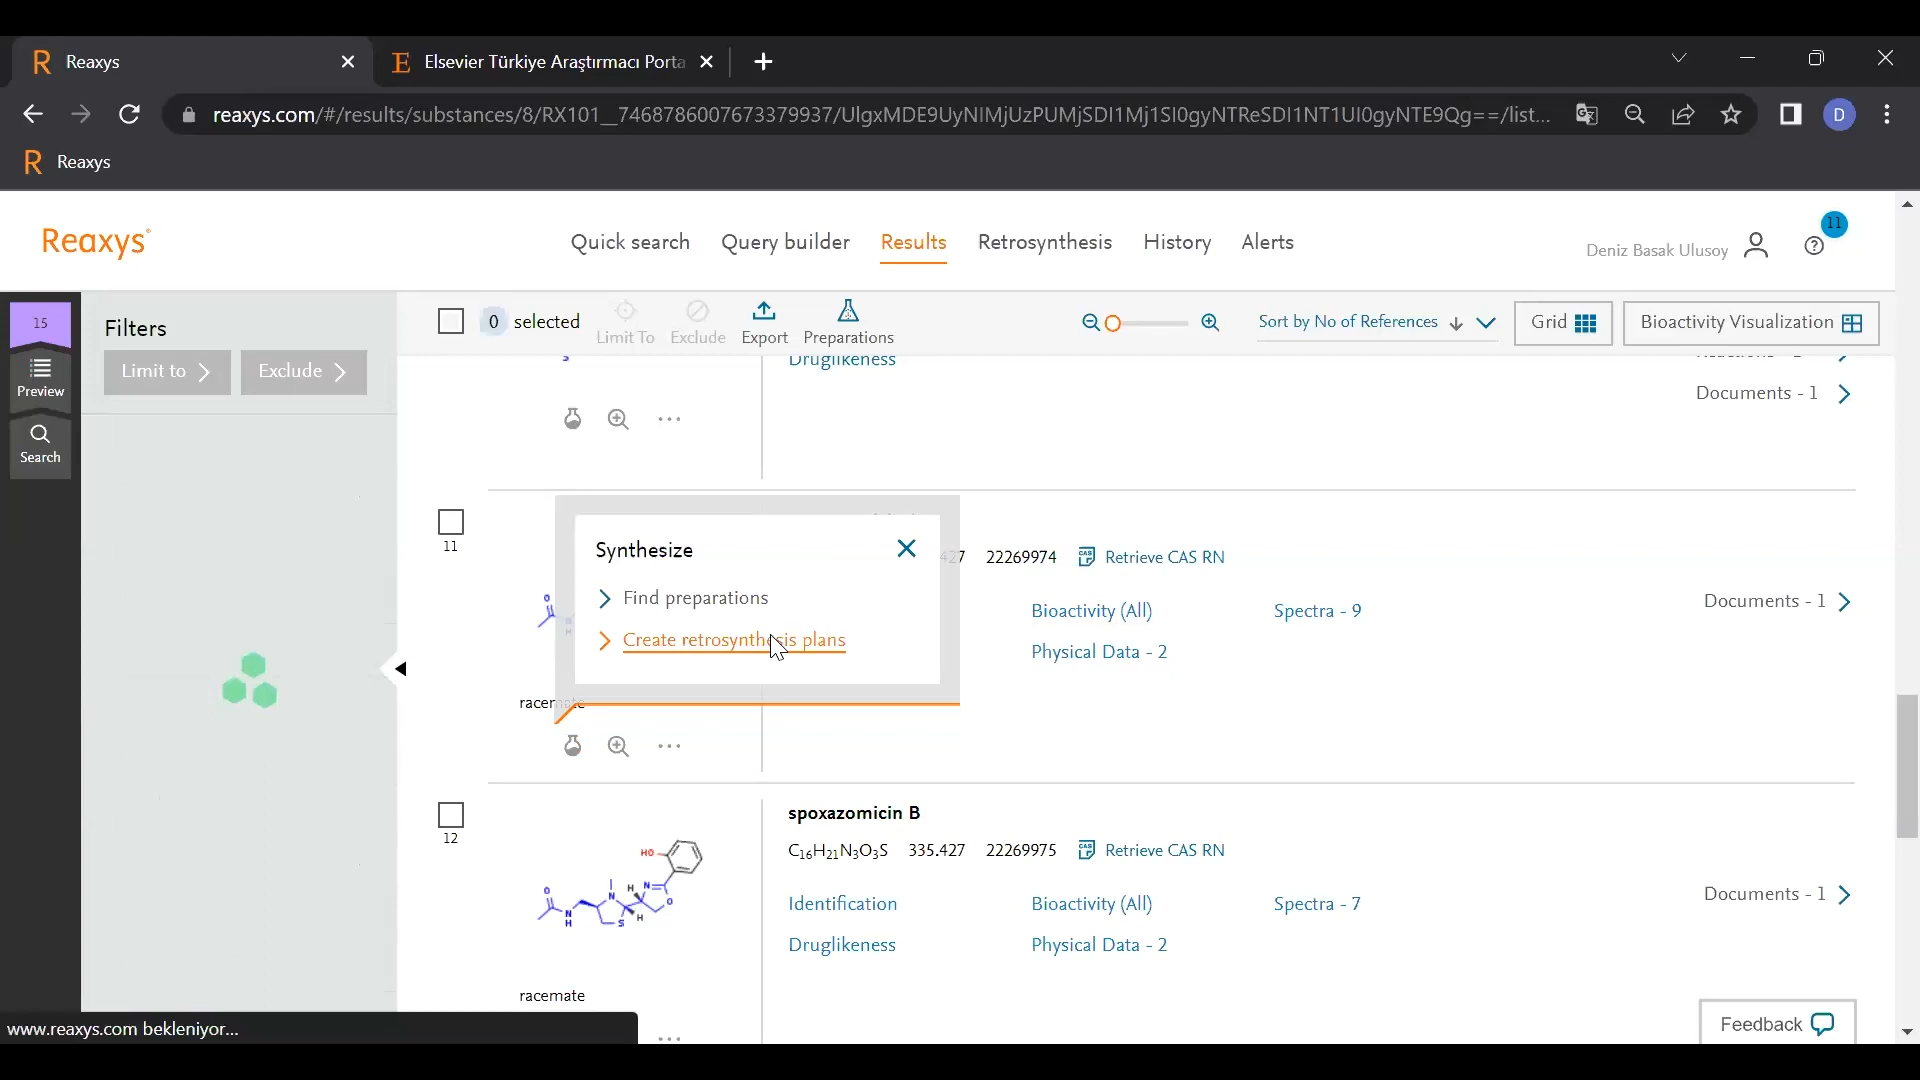 Reaxys
Elsevier Türkiye Araştırmacı Porta
reaxys.com/#/results/substances/8/RX101__7468786007673379937/UlgxMDE9UyNIMjUzPUMjSDI1Mj1SI0gyNTReSDI1NT1UI0gyNTE9Qg==/list...
D
Reaxys
Reaxys
Quick search
Query builder
Results
Retrosynthesis
History
Alerts
Deniz Basak Ulusoy
11
15
Preview
Search
Filters
Limit to
Exclude
0 selected
Limit To
Exclude
Export
Preparations
Sort by No of References
Grid
Bioactivity Visualization
Druglikeness
Documents - 1
11
Synthesize
Find preparations
Create retrosynthesis plans
427 22269974 Retrieve CAS RN
Bioactivity (All)
Spectra - 9
Documents - 1
Physical Data - 2
racemate
12
spoxazomicin B
C16H21N3O3S 335.427 22269975 Retrieve CAS RN
Identification
Bioactivity (All)
Spectra - 7
Documents - 1
Druglikeness
Physical Data - 2
racemate
www.reaxys.com bekleniyor...
Feedback